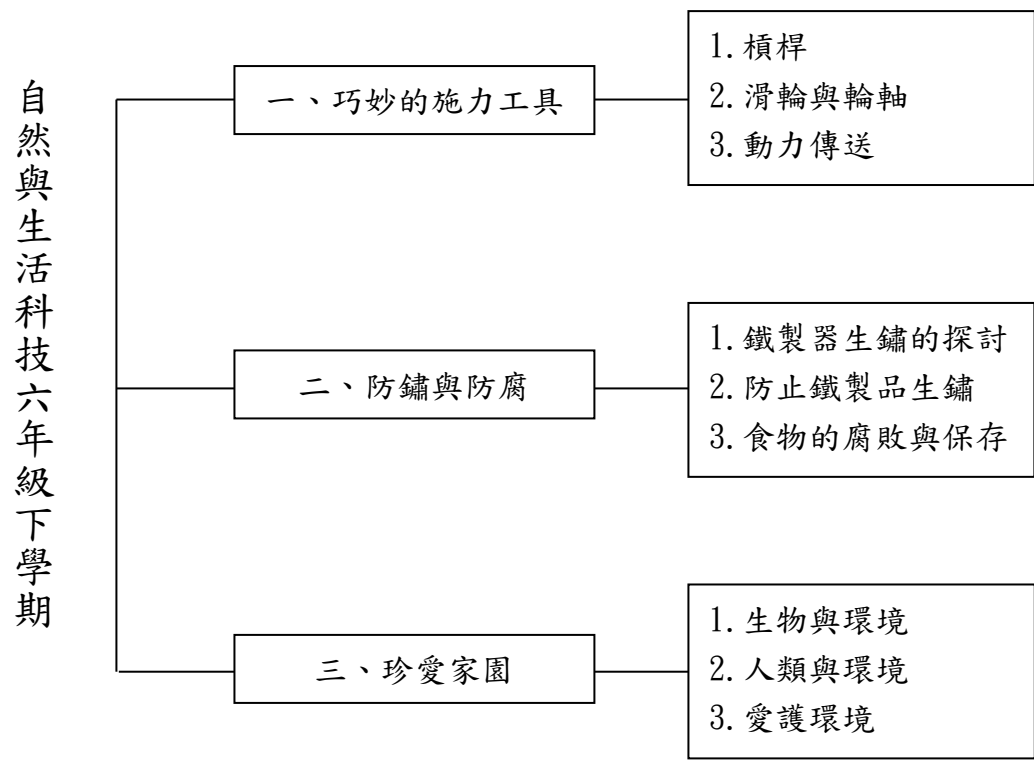 自然與生活科技六年級下學期
一、巧妙的施力工具
1.槓桿
2.滑輪與輪軸
3.動力傳送
二、防鏽與防腐
1.鐵製器生鏽的探討
2.防止鐵製品生鏽
3.食物的腐敗與保存
三、珍愛家園
1.生物與環境
2.人類與環境
3.愛護環境